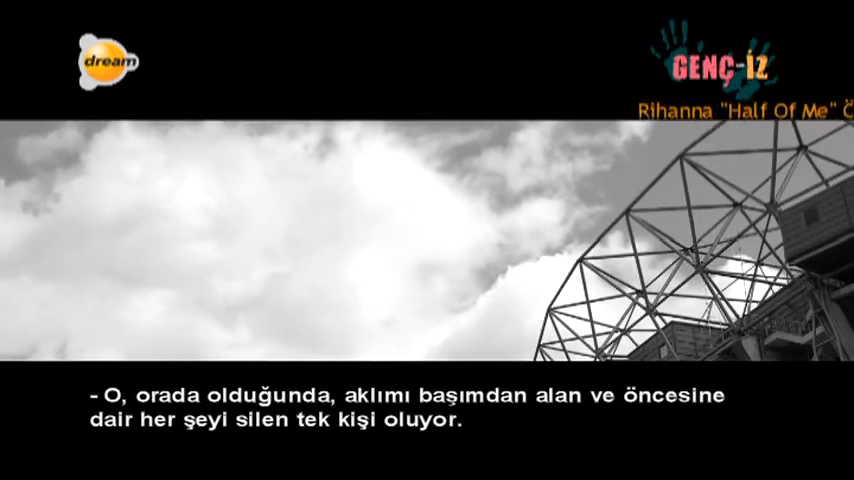 dream
GENÇ-İZ
Rihanna "Half Of Me" Ö
- O, orada olduğunda, aklımı başımdan alan ve öncesine
dair her şeyi silen tek kişi oluyor.